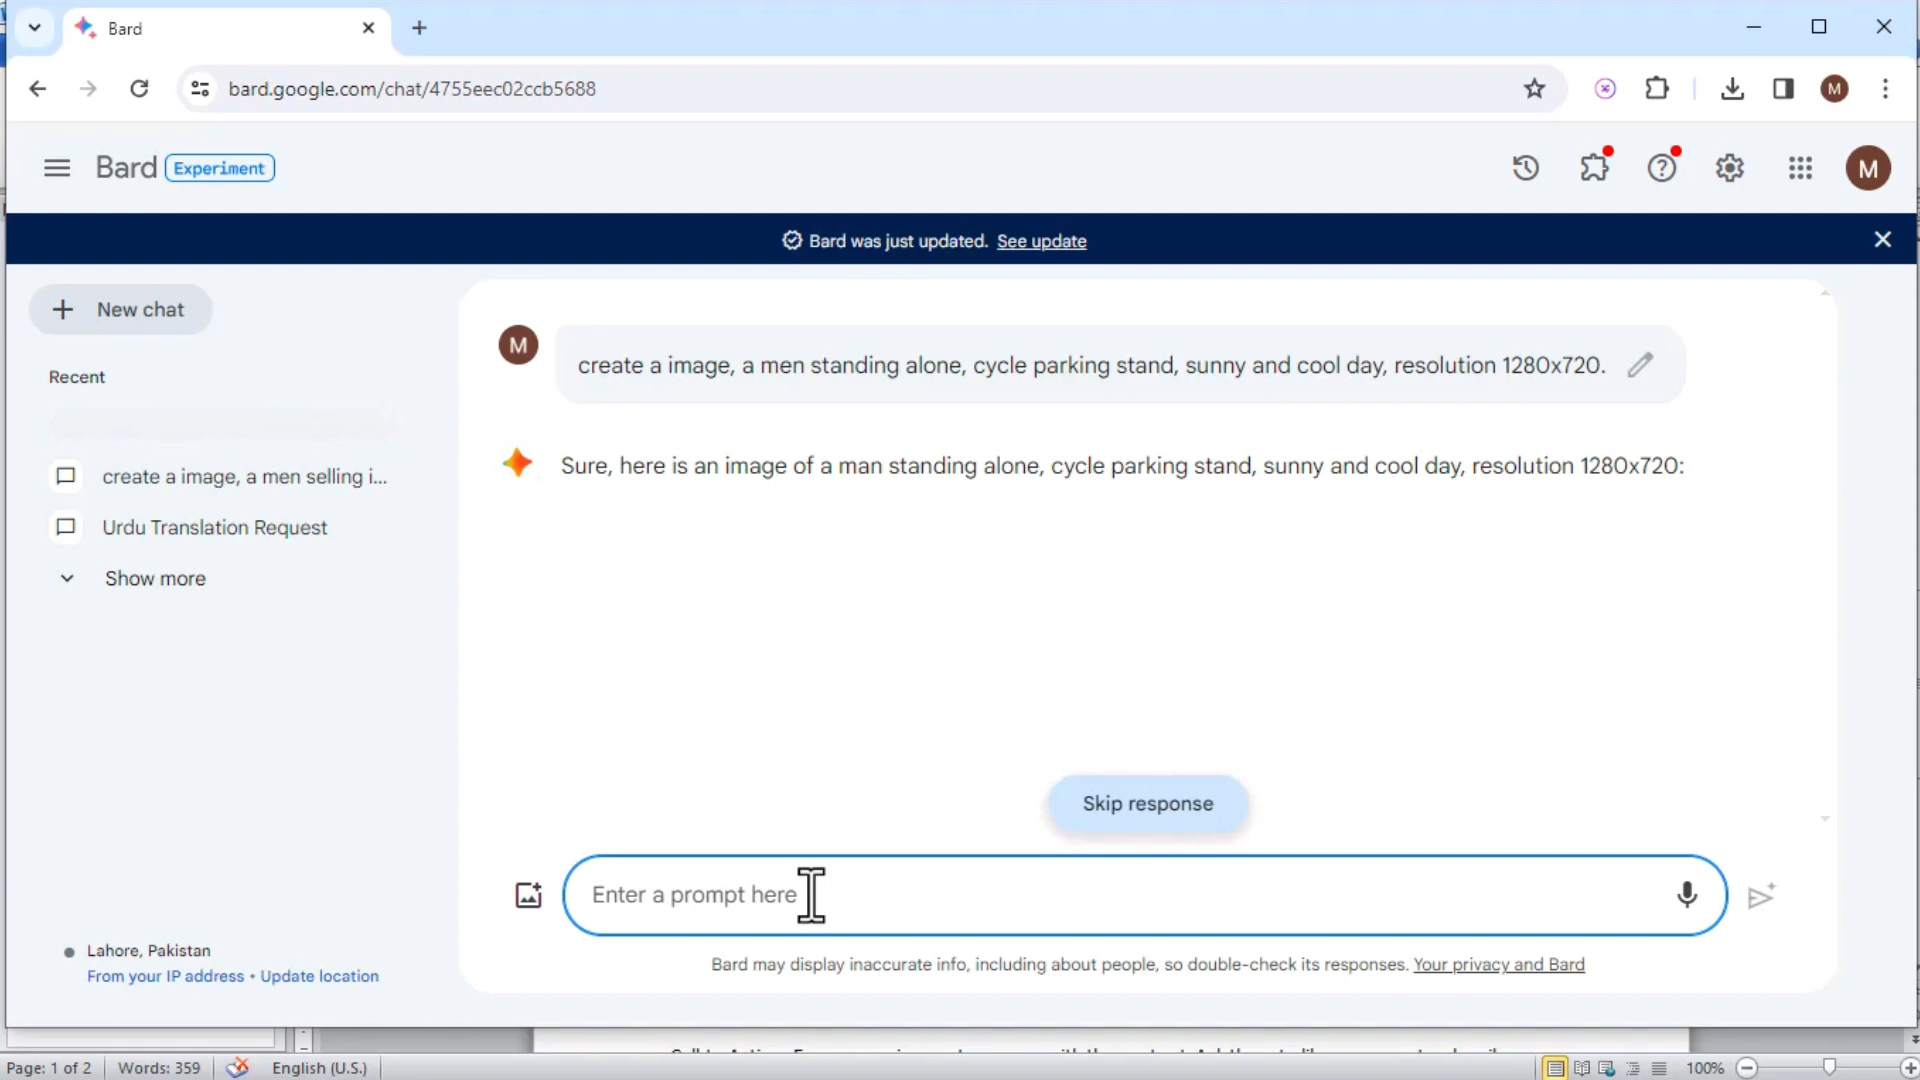 Bard
bard.google.com/chat/4755eec02ccb5688
M
Bard Experiment
M
Bard was just updated. See update
New chat
Recent
create a image, a men selling i...
Urdu Translation Request
Show more
M
create a image, a men standing alone, cycle parking stand, sunny and cool day, resolution 1280x720.
Sure, here is an image of a man standing alone, cycle parking stand, sunny and cool day, resolution 1280x720:
Skip response
Enter a prompt here
Lahore, Pakistan
From your IP address • Update location
Bard may display inaccurate info, including about people, so double-check its responses. Your privacy and Bard
Page: 1 of 2
Words: 359
English (U.S.)
100%